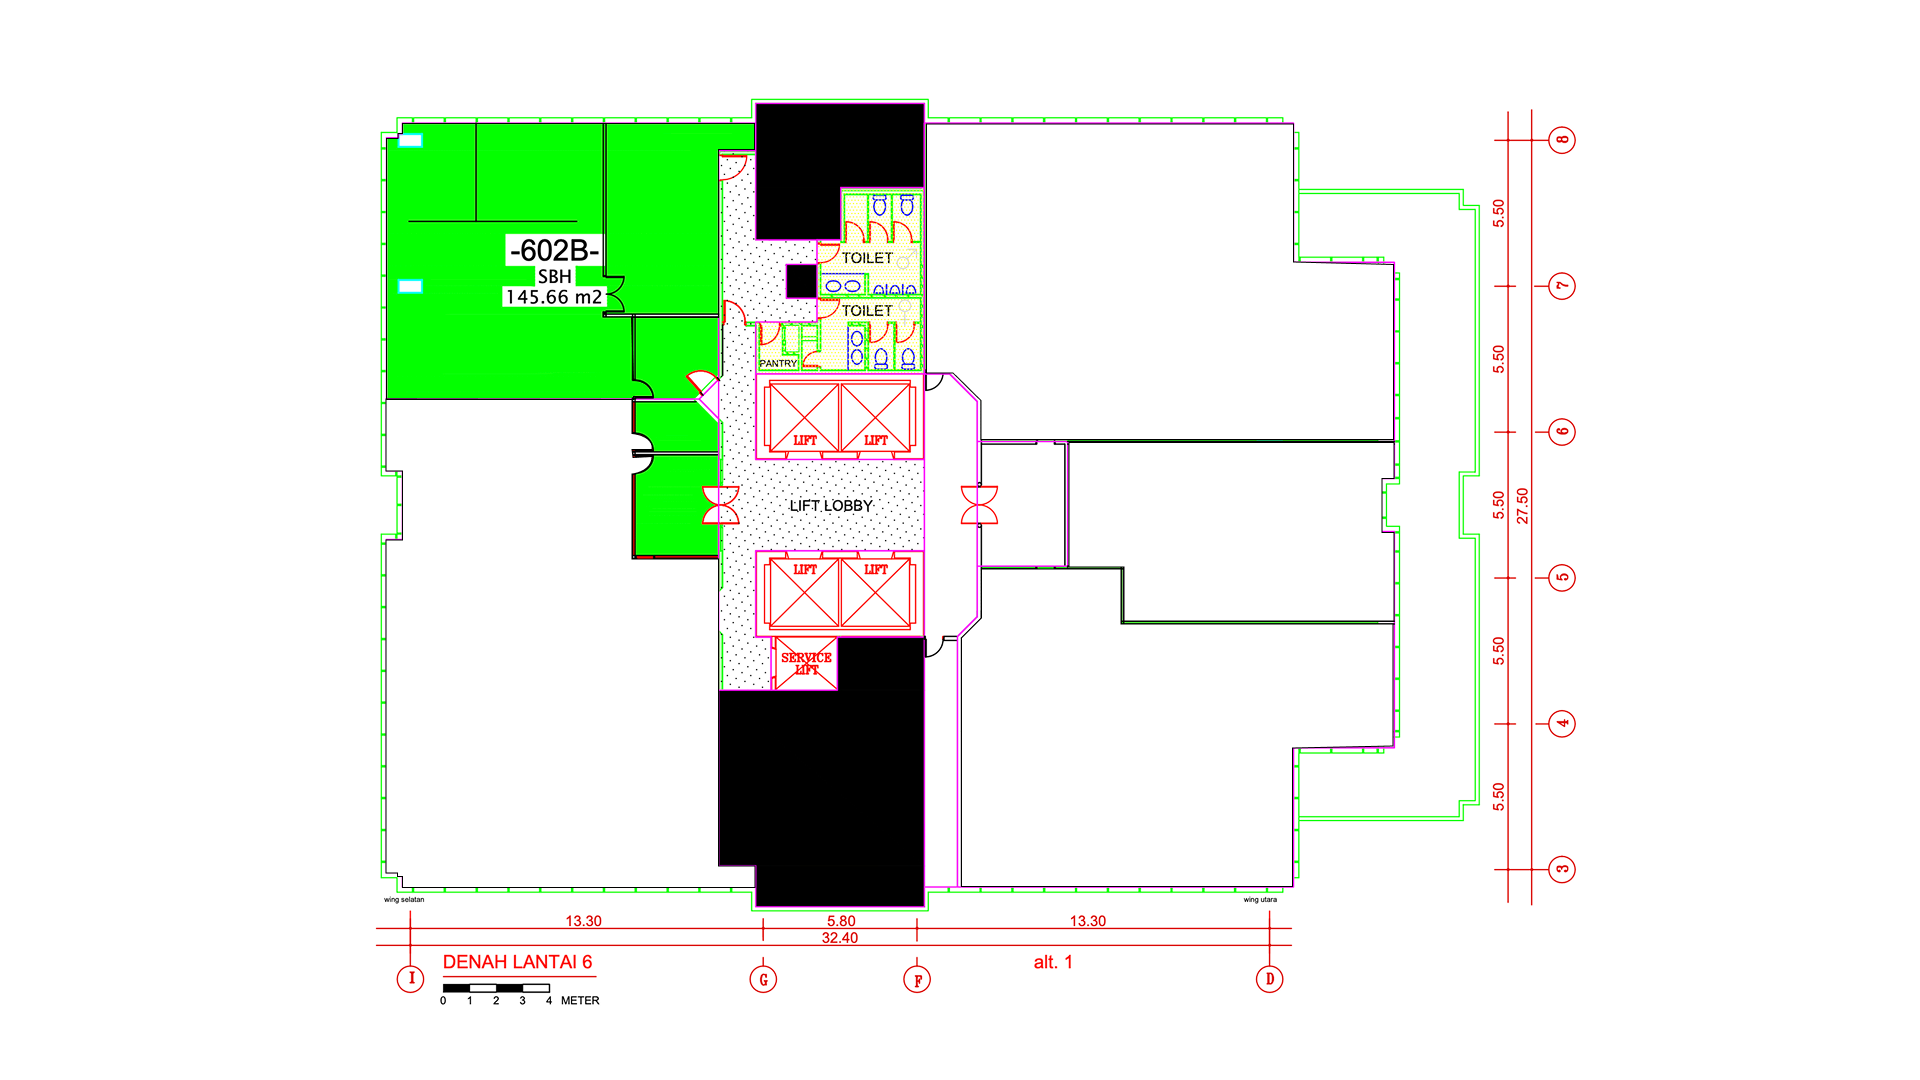 8
5.50
-602B-
SBH
145.66 m2
TOILET
7
TOILET
5.50
PANTRY
LIFT
LIFT
6
LIFT LOBBY
5.50
27.50
LIFT
LIFT
5
SERVICE
LIFT
5.50
4
5.50
3
wing selatan
wing utara
13.30
5.80
13.30
32.40
DENAH LANTAI 6
alt. 1
I
G
F
D
0 1 2 3 4 METER